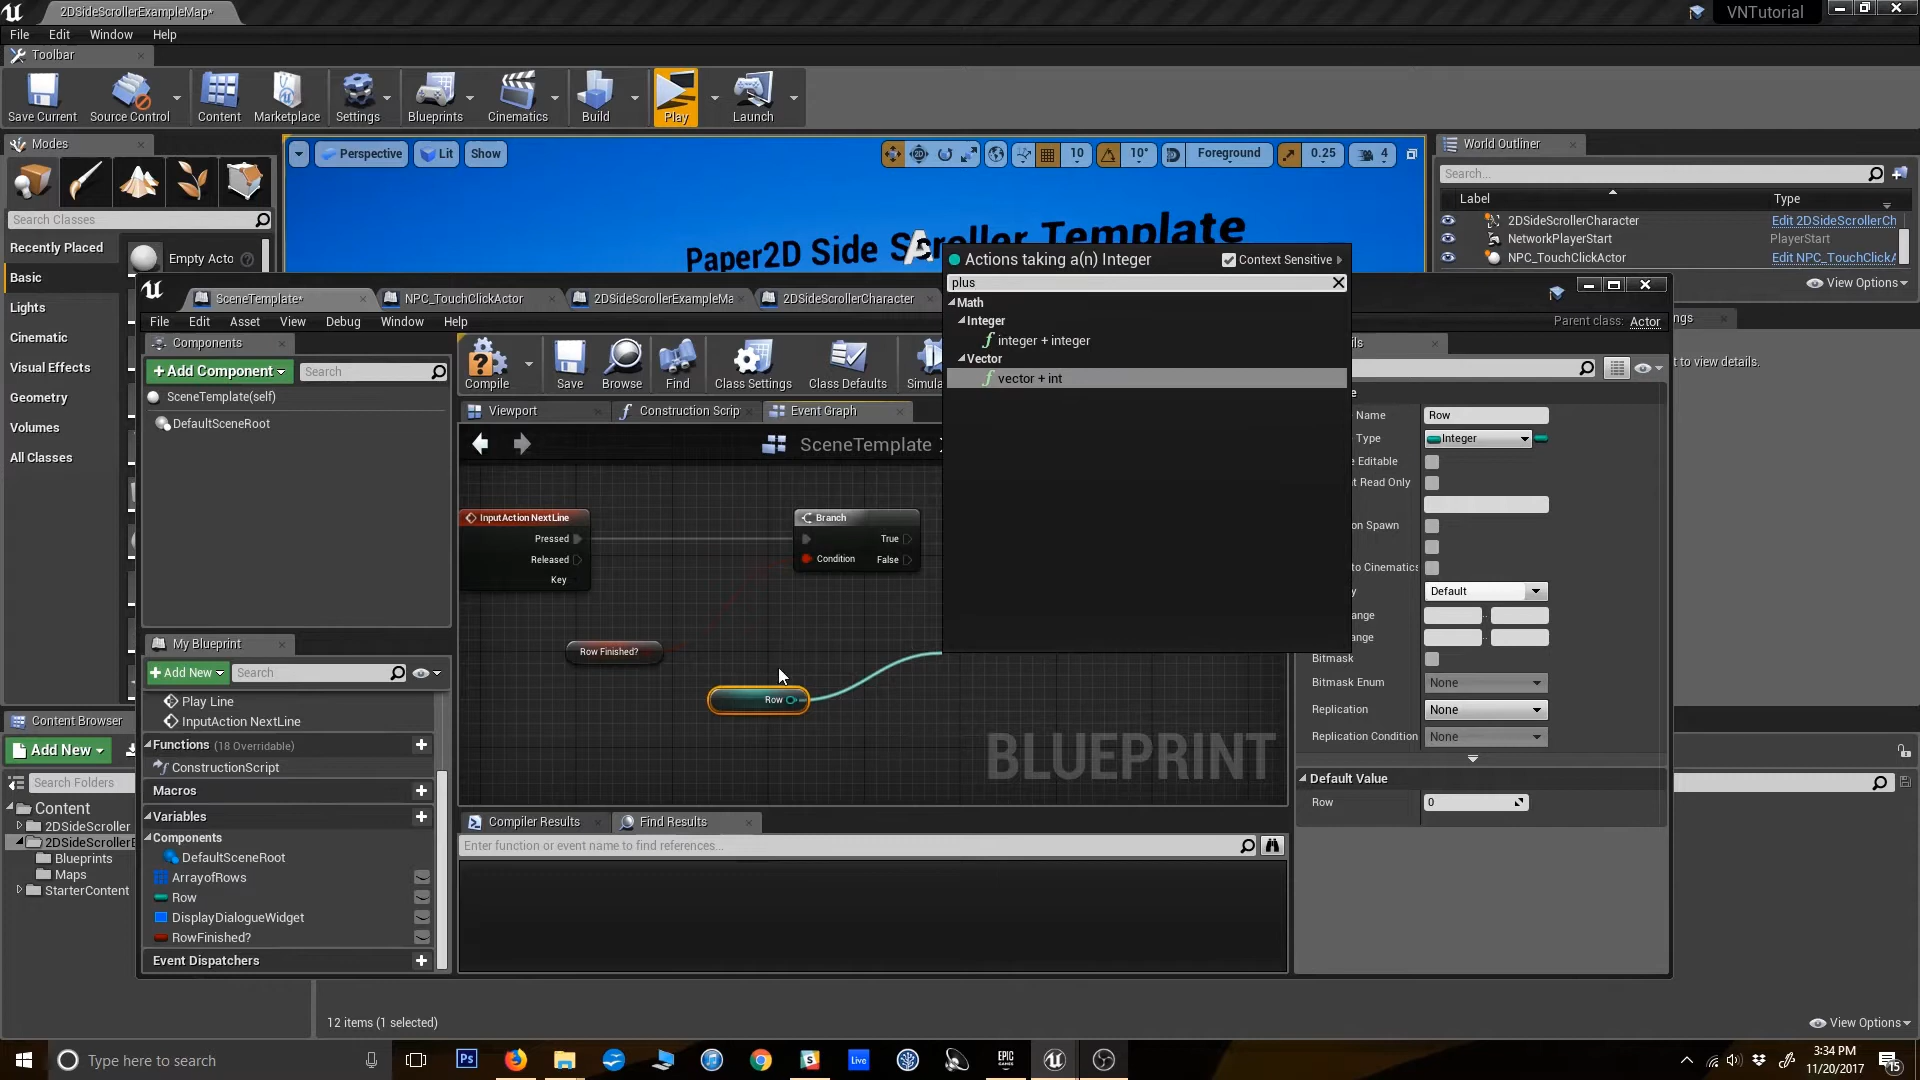 2DSideScrollerExampleMap*
VNTutorial
File Edit Window Help
Toolbar
Save Current
Source Control
Content
Marketplace
Settings
Blueprints
Cinematics
Build
Play
Launch
Modes
Search Classes
Recently Placed
Basic
Lights
Cinematic
Visual Effects
Geometry
Volumes
All Classes
Empty Acto
Perspective
Lit
Show
10
10°
Foreground
0.25
4
Paper2D Side Scroller Template
World Outliner
Search...
Label Type
2DSideScrollerCharacter Edit 2DSideScrollerCh
NetworkPlayerStart PlayerStart
NPC_TouchClickActor Edit NPC_TouchClickA
View Options
SceneTemplate*
NPC_TouchClickActor
2DSideScrollerExampleMa
2DSideScrollerCharacter
File Edit Asset View Debug Window Help
Parent class: Actor
Components
+Add Component
Search
SceneTemplate(self)
DefaultSceneRoot
Compile
Save
Browse
Find
Class Settings
Class Defaults
Simula
Viewport
Construction Scrip
Event Graph
SceneTemplate
Actions taking a(n) Integer
Context Sensitive
plus
Math
Integer
integer + integer
Vector
vector + int
InputAction NextLine
Pressed
Released
Key
Branch
True
Condition
False
Row Finished?
Row
BLUEPRINT
My Blueprint
+Add New
Search
Play Line
InputAction NextLine
Functions (18 Overridable)
ConstructionScript
Macros
Variables
Components
DefaultSceneRoot
ArrayofRows
Row
DisplayDialogueWidget
RowFinished?
Event Dispatchers
Compiler Results
Find Results
Enter function or event name to find references...
ils
e
Name Row
Type Integer
e Editable
nt Read Only
on Spawn
to Cinematics
y Default
ange
ange
Bitmask
Bitmask Enum None
Replication None
Replication Condition None
Default Value
Row 0
ngs
t to view details.
Content Browser
Add New
Search Folders
Content
2DSideScroller
2DSideScrollerE
Blueprints
Maps
StarterContent
12 items (1 selected)
View Options
Type here to search
Ps
Live
EPIC
GAMES
3:34 PM
11/20/2017
15